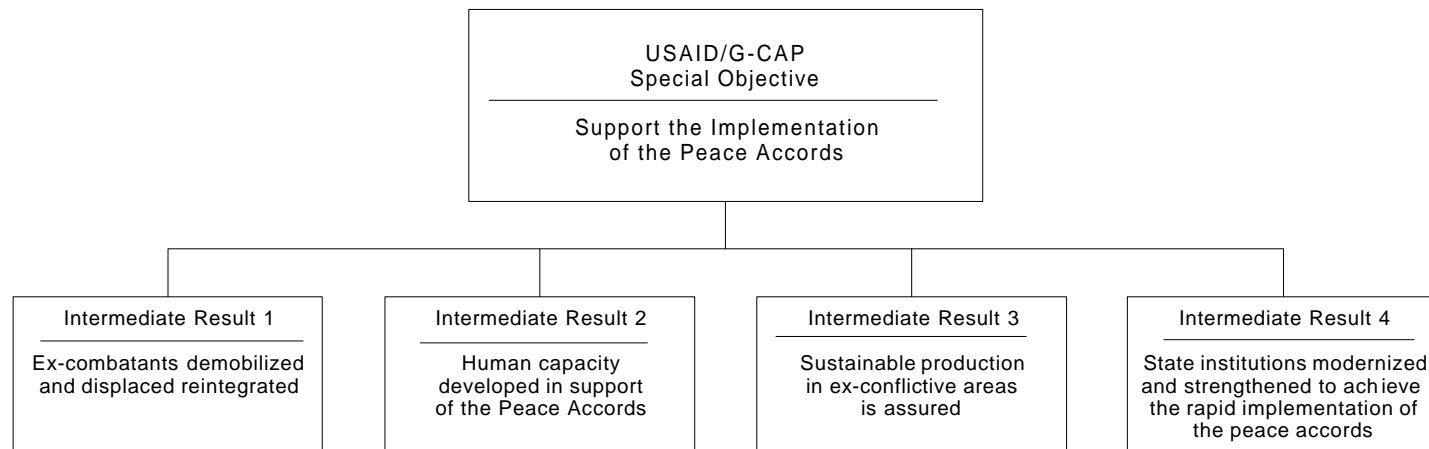 USAID/G-CAP
Special Objective
Support the Implementation
of the Peace Accords
Intermediate Result 1
Ex-combatants demobilized
and displaced reintegrated
Intermediate Result 2
Human capacity
developed in support
of the Peace Accords
Intermediate Result 3
Sustainable production
in ex-conflictive areas
is assured
Intermediate Result 4
State institutions modernized
and strengthened to achieve
the rapid implementation of
the peace accords